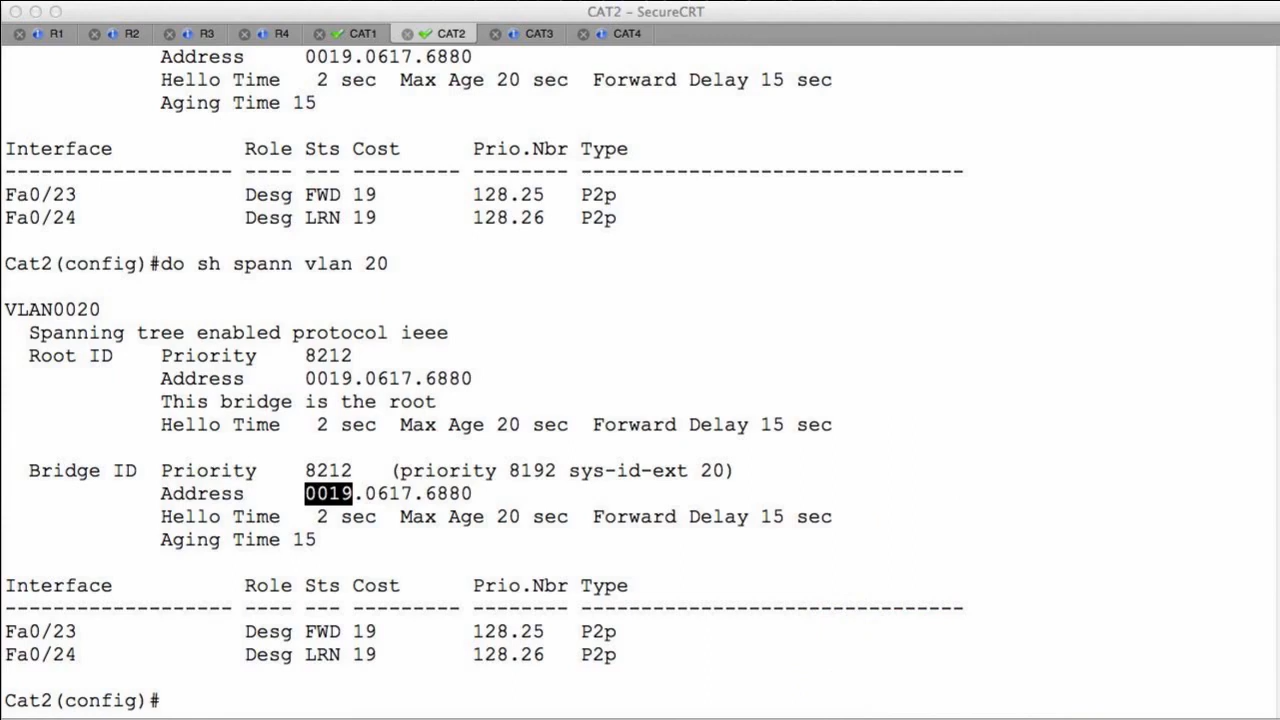 CAT2 – SecureCRT
R1 R2 R3 R4 CAT1 CAT2 CAT3 CAT4
Address 0019.0617.6880
Hello Time 2 sec Max Age 20 sec Forward Delay 15 sec
Aging Time 15
Interface Role Sts Cost Prio.Nbr Type
------------------- ---- --- --------- -------- --------------------------------
Fa0/23 Desg FWD 19 128.25 P2p
Fa0/24 Desg LRN 19 128.26 P2p
Cat2(config)#do sh spann vlan 20
VLAN0020
Spanning tree enabled protocol ieee
Root ID Priority 8212
Address 0019.0617.6880
This bridge is the root
Hello Time 2 sec Max Age 20 sec Forward Delay 15 sec
Bridge ID Priority 8212 (priority 8192 sys-id-ext 20)
Address 0019.0617.6880
Hello Time 2 sec Max Age 20 sec Forward Delay 15 sec
Aging Time 15
Interface Role Sts Cost Prio.Nbr Type
------------------- ---- --- --------- -------- --------------------------------
Fa0/23 Desg FWD 19 128.25 P2p
Fa0/24 Desg LRN 19 128.26 P2p
Cat2(config)#